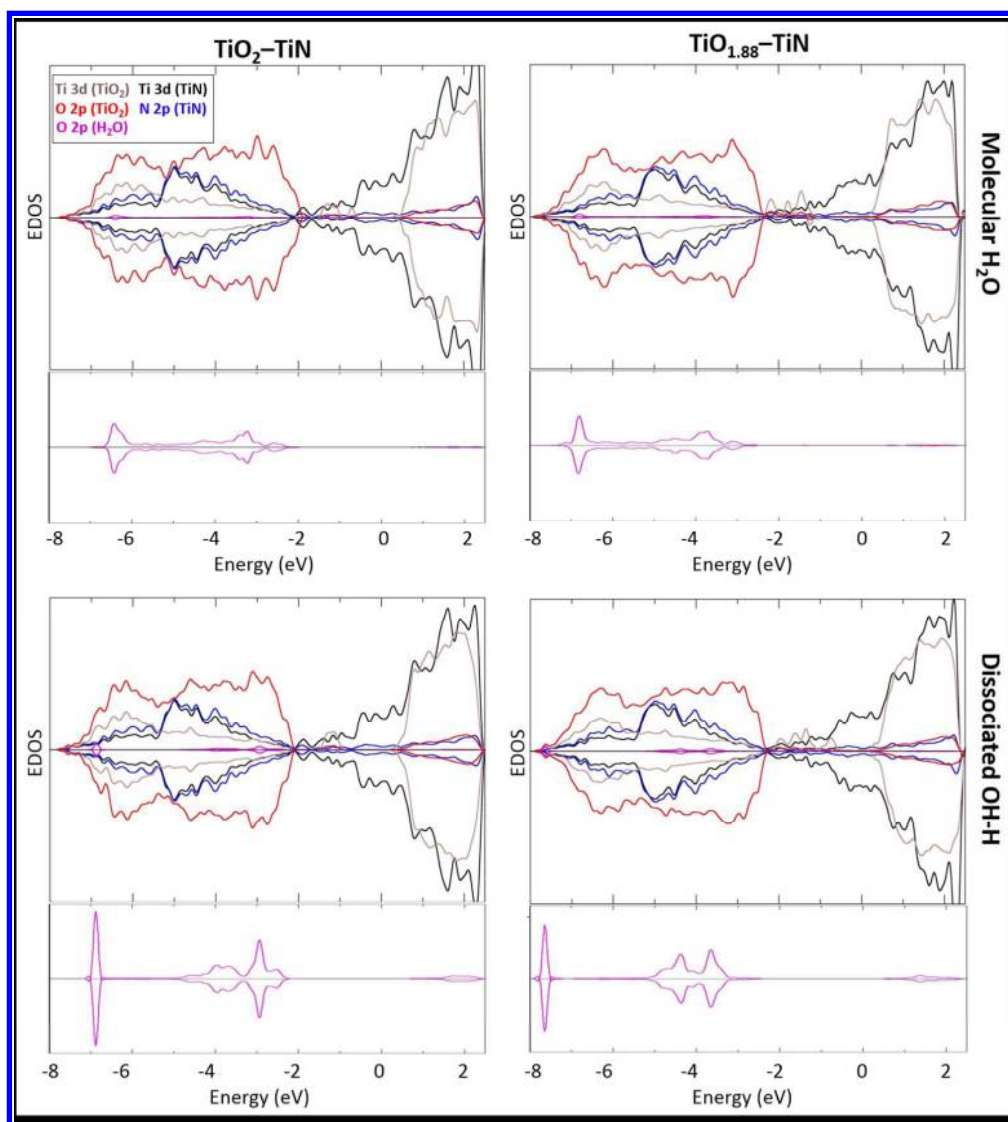 TiO₂–TiN
TiO₁.₈₈–TiN
Ti 3d (TiO₂) Ti 3d (TiN)
O 2p (TiO₂) N 2p (TiN)
O 2p (H₂O)
EDOS
EDOS
Molecular H₂O
-8 -6 -4 -2 0 2
Energy (eV)
-8 -6 -4 -2 0 2
Energy (eV)
EDOS
EDOS
Dissociated OH-H
-8 -6 -4 -2 0 2
Energy (eV)
-8 -6 -4 -2 0 2
Energy (eV)